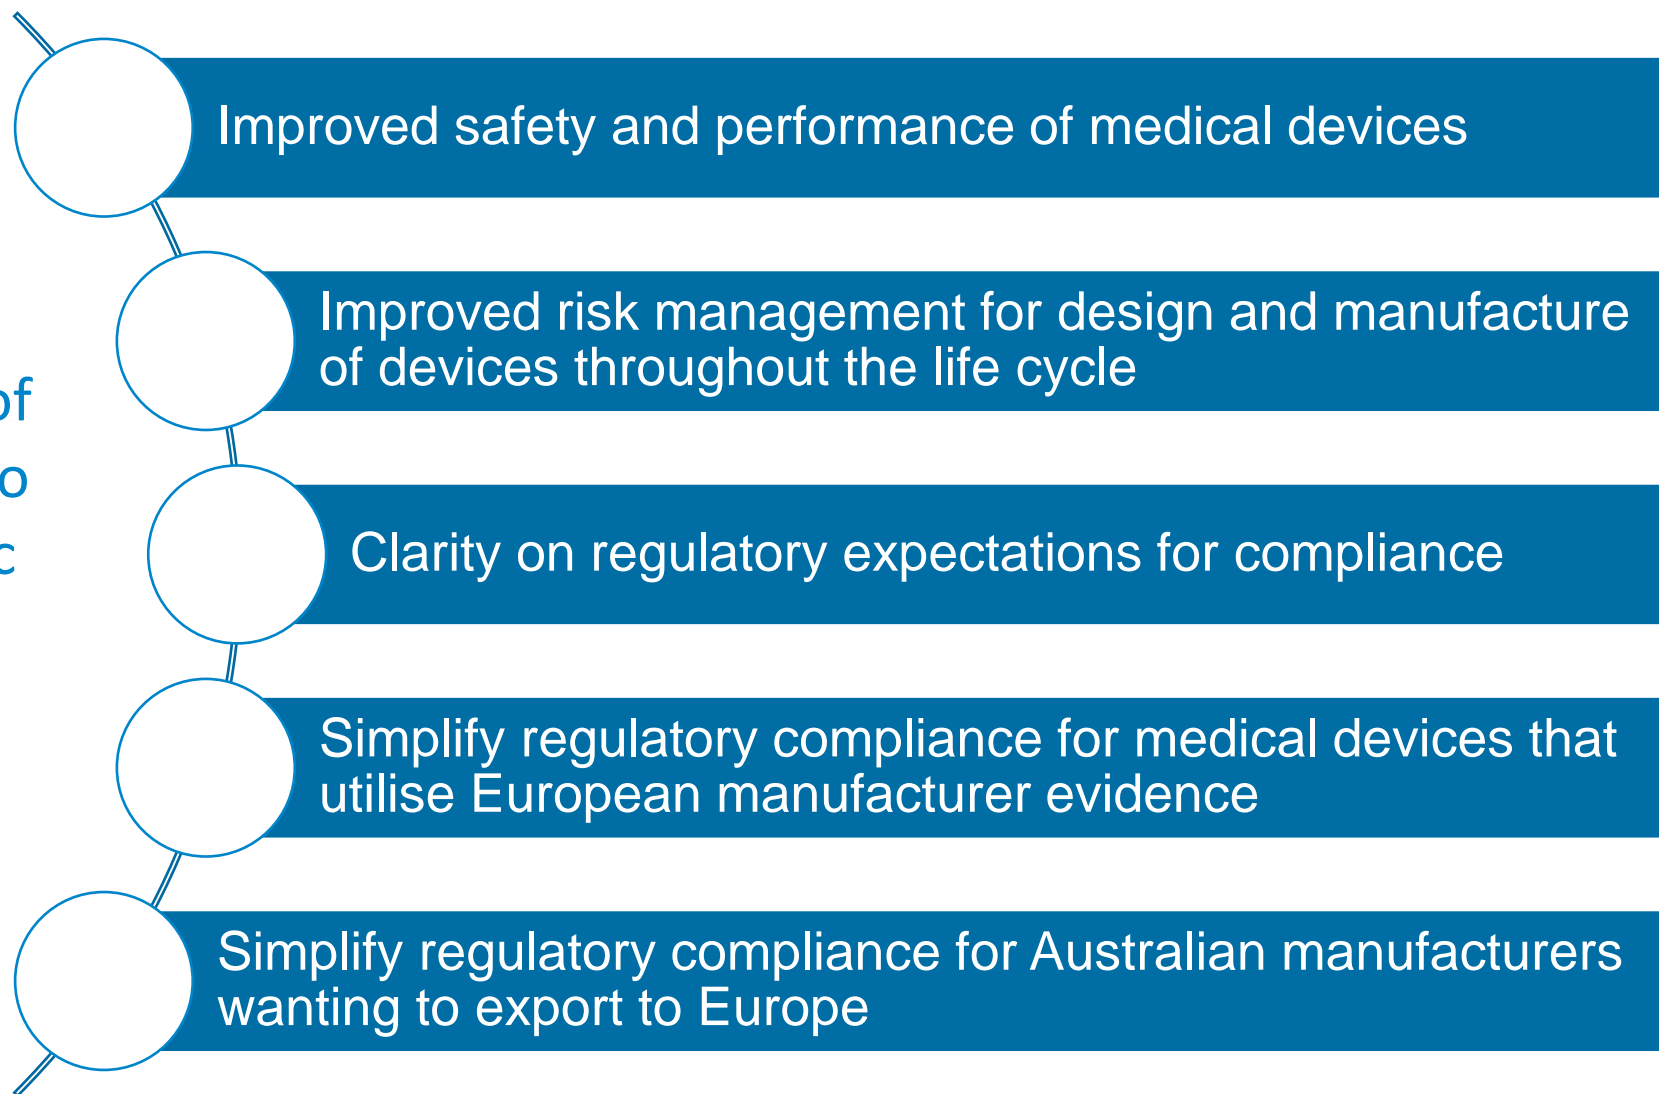 Improved safety and performance of medical devices
Improved risk management for design and manufacture
of devices throughout the life cycle
of
o
c
Clarity on regulatory expectations for compliance
Simplify regulatory compliance for medical devices that
utilise European manufacturer evidence
Simplify regulatory compliance for Australian manufacturers
wanting to export to Europe